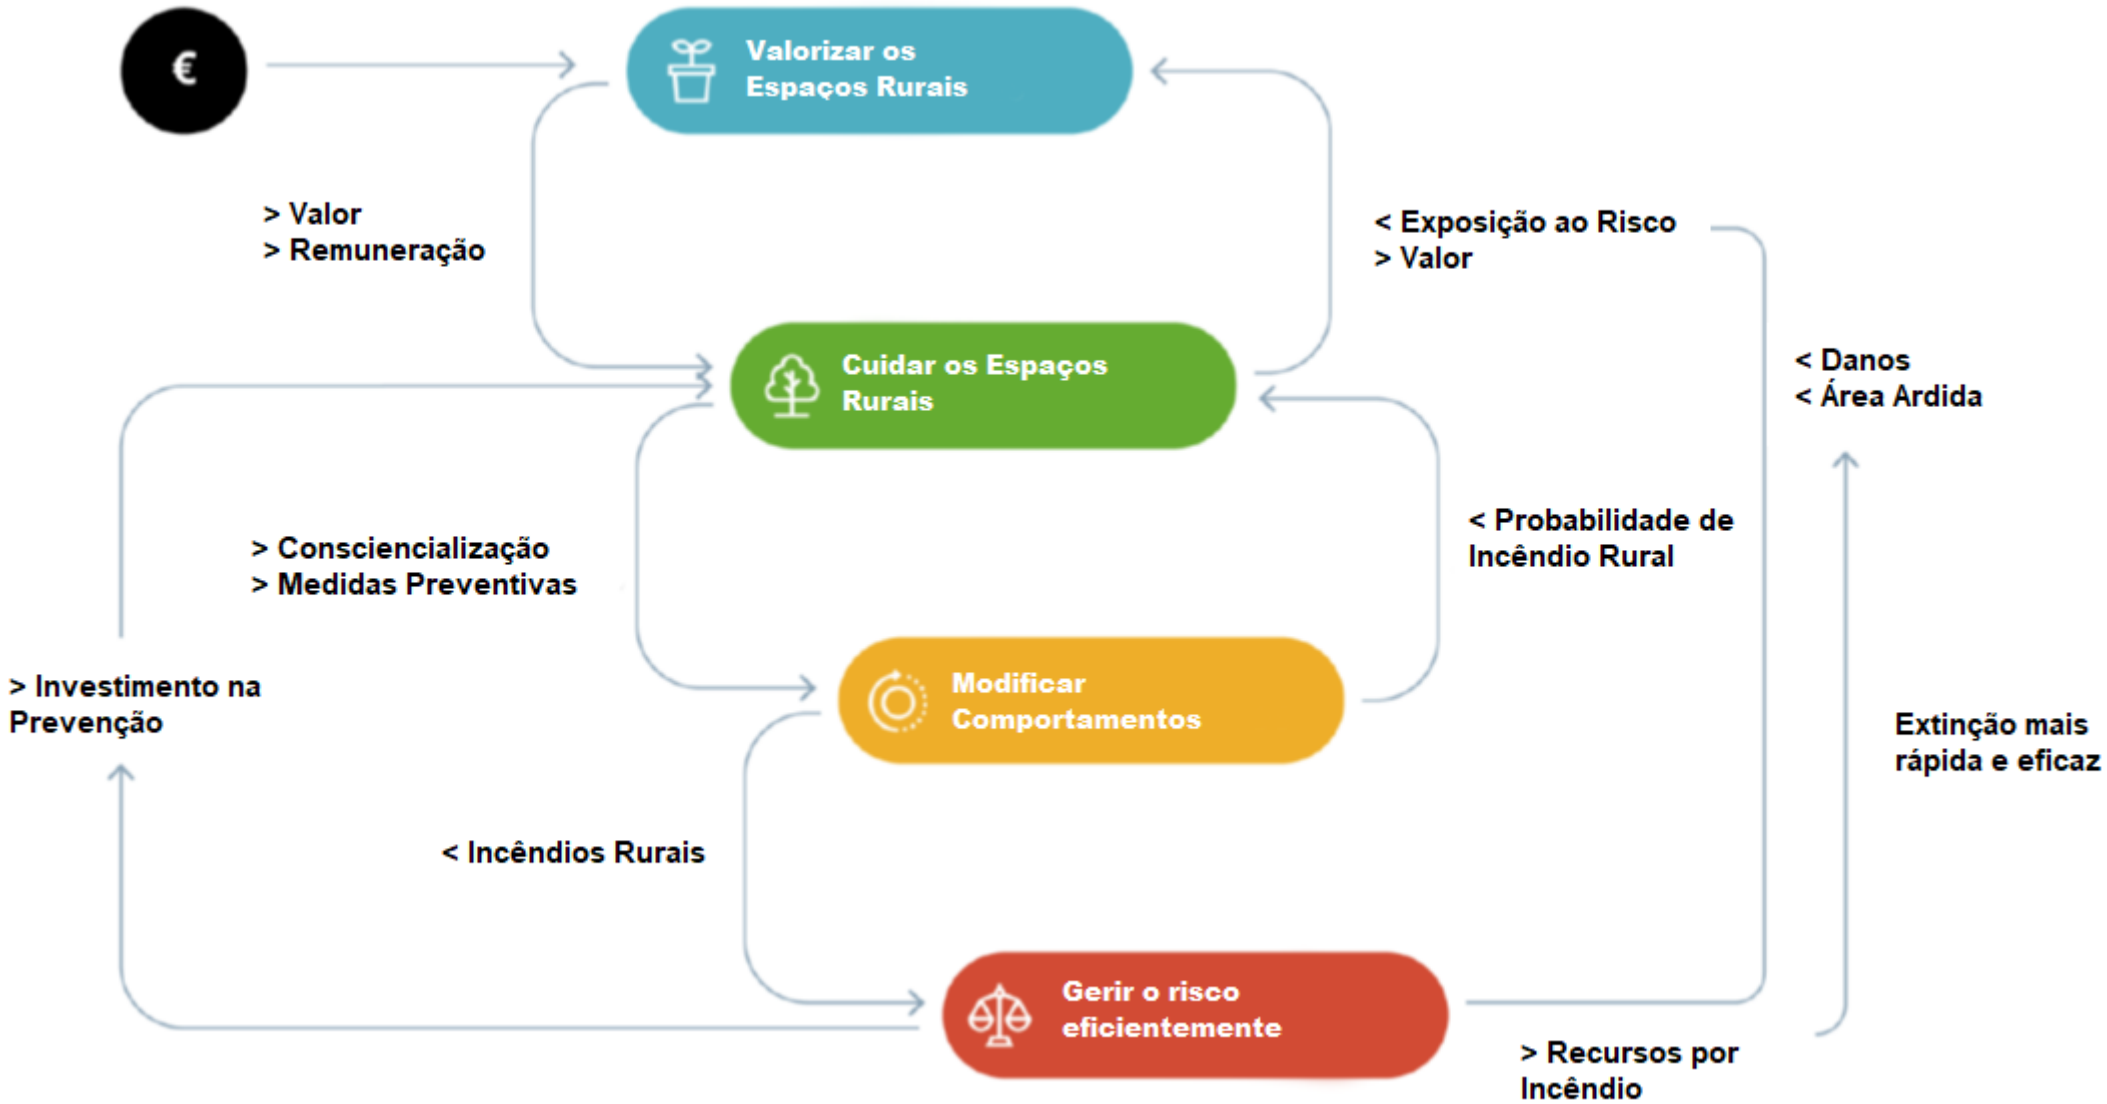 €
Valorizar os
Espaços Rurais
> Valor
> Remuneração
< Exposição ao Risco
> Valor
Cuidar os Espaços
Rurais
< Danos
< Área Ardida
> Consciencialização
> Medidas Preventivas
< Probabilidade de
Incêndio Rural
> Investimento na
Prevenção
Modificar
Comportamentos
Extinção mais
rápida e eficaz
< Incêndios Rurais
Gerir o risco
eficientemente
> Recursos por
Incêndio